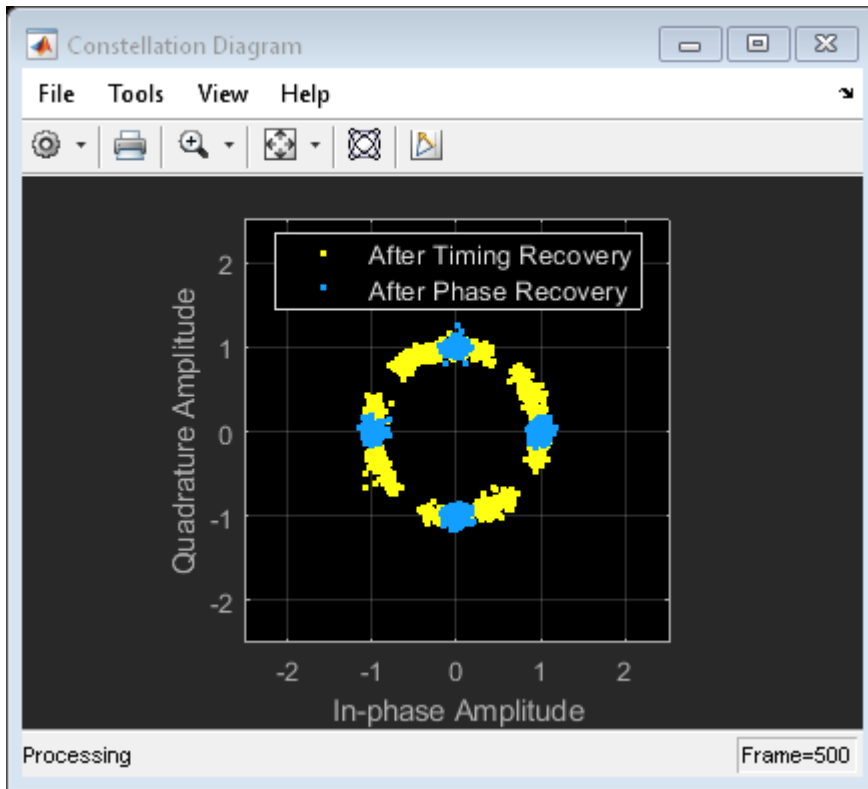 Constellation Diagram
File Tools View Help
After Timing Recovery
After Phase Recovery
Quadrature Amplitude
2
1
0
-1
-2
-2 -1 0 1 2
In-phase Amplitude
Processing Frame=500